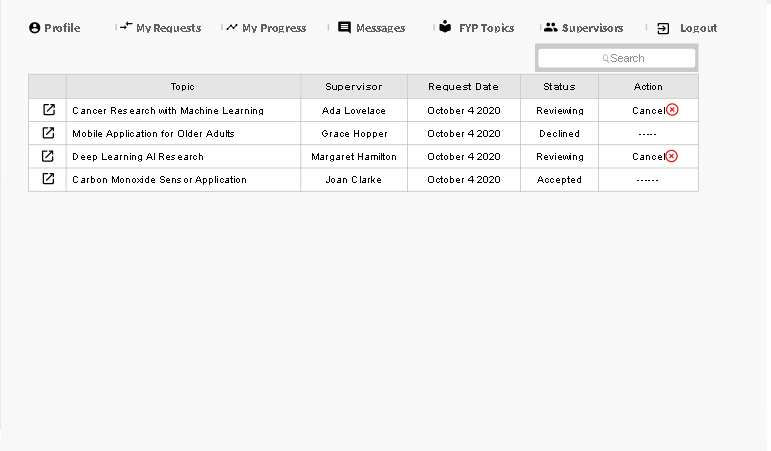 Profile My Requests My Progress Messages FYP Topics Supervisors Logout
Search
Topic Supervisor Request Date Status Action
Cancer Research with Machine Learning Ada Lovelace October 4 2020 Reviewing Cancel
Mobile Application for Older Adults Grace Hopper October 4 2020 Declined -----
Deep Learning AI Research Margaret Hamilton October 4 2020 Reviewing Cancel
Carbon Monoxide Sensor Application Joan Clarke October 4 2020 Accepted ------